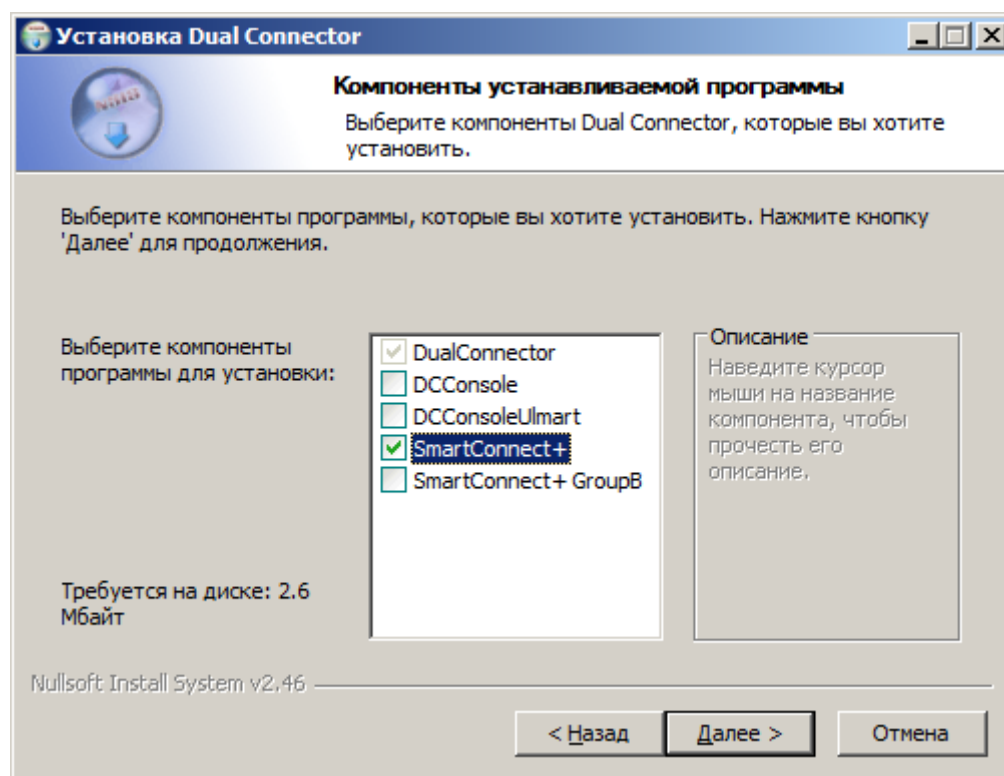 Установка Dual Connector
Компоненты устанавливаемой программы
Выберите компоненты Dual Connector, которые вы хотите
установить.
Выберите компоненты программы, которые вы хотите установить. Нажмите кнопку
'Далее' для продолжения.
Выберите компоненты
программы для установки:
DualConnector
DCConsole
DCConsoleUlmart
SmartConnect+
SmartConnect+ GroupB
Описание
Наведите курсор
мыши на название
компонента, чтобы
прочесть его
описание.
Требуется на диске: 2.6
Мбайт
Nullsoft Install System v2.46
< Назад
Далее >
Отмена